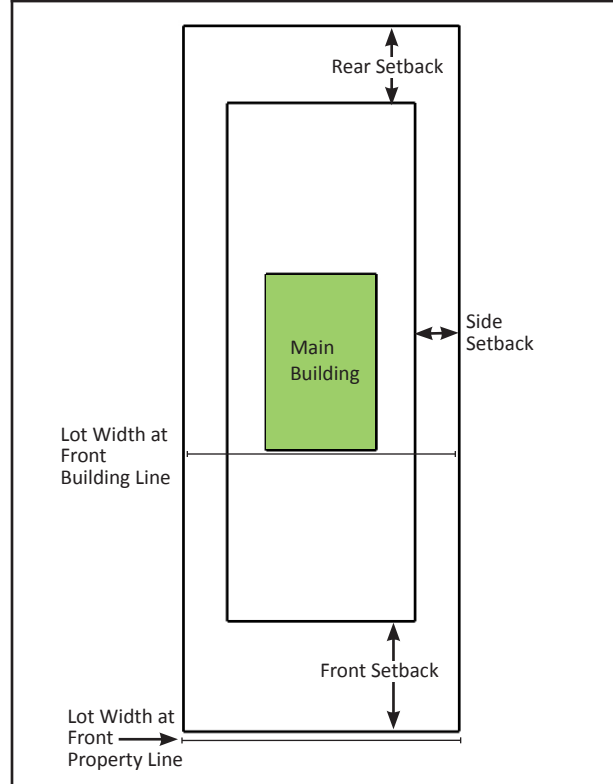 Rear Setback
Side
Setback
Main
Building
Lot Width at
Front
Building Line
Front Setback
Lot Width at
Front
Property Line